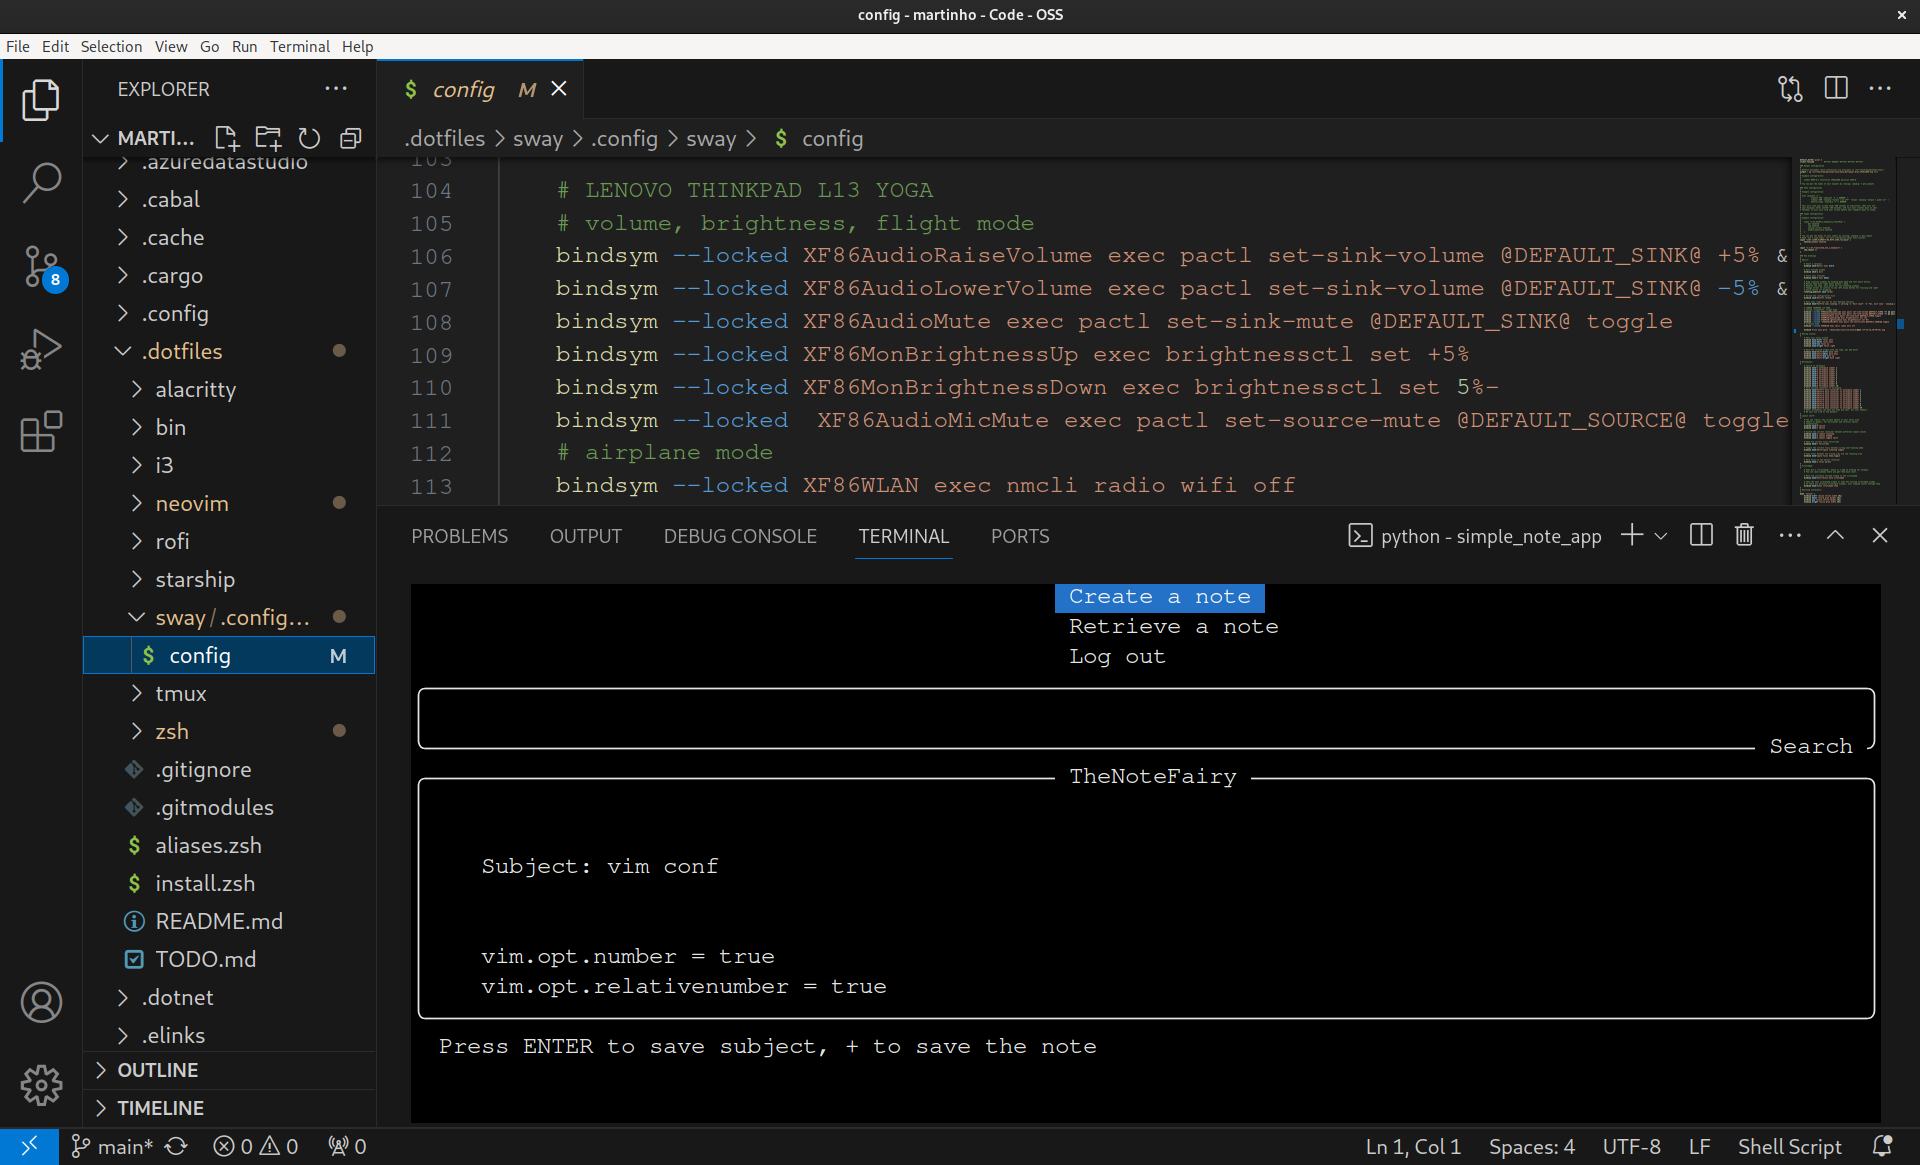 config - martinho - Code - OSS
File Edit Selection View Go Run Terminal Help
EXPLORER
MARTI...
.azuredatastudio
.cabal
.cache
.cargo
.config
.dotfiles
alacritty
bin
i3
neovim
rofi
starship
sway/.config...
config M
tmux
zsh
.gitignore
.gitmodules
$ aliases.zsh
$ install.zsh
README.md
TODO.md
.dotnet
.elinks
OUTLINE
TIMELINE
8
$ config M
.dotfiles > sway > .config > sway > $ config
103
104 # LENOVO THINKPAD L13 YOGA
105 # volume, brightness, flight mode
106 bindsym --locked XF86AudioRaiseVolume exec pactl set-sink-volume @DEFAULT_SINK@ +5% &
107 bindsym --locked XF86AudioLowerVolume exec pactl set-sink-volume @DEFAULT_SINK@ -5% &
108 bindsym --locked XF86AudioMute exec pactl set-sink-mute @DEFAULT_SINK@ toggle
109 bindsym --locked XF86MonBrightnessUp exec brightnessctl set +5%
110 bindsym --locked XF86MonBrightnessDown exec brightnessctl set 5%-
111 bindsym --locked  XF86AudioMicMute exec pactl set-source-mute @DEFAULT_SOURCE@ toggle
112 # airplane mode
113 bindsym --locked XF86WLAN exec nmcli radio wifi off
PROBLEMS OUTPUT DEBUG CONSOLE TERMINAL PORTS
python - simple_note_app
Create a note
Retrieve a note
Log out
Search
TheNoteFairy
Subject: vim conf
vim.opt.number = true
vim.opt.relativenumber = true
Press ENTER to save subject, + to save the note
main* 0 0 0
Ln 1, Col 1 Spaces: 4 UTF-8 LF Shell Script